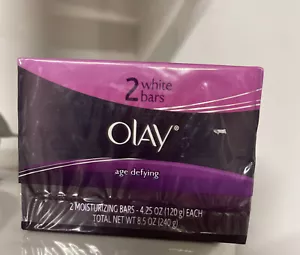 2 white
bars
OLAY®
age defying
2 MOISTURIZING BARS - 4.25 OZ (120 g) EACH
TOTAL NET WT 8.5 OZ (240 g)